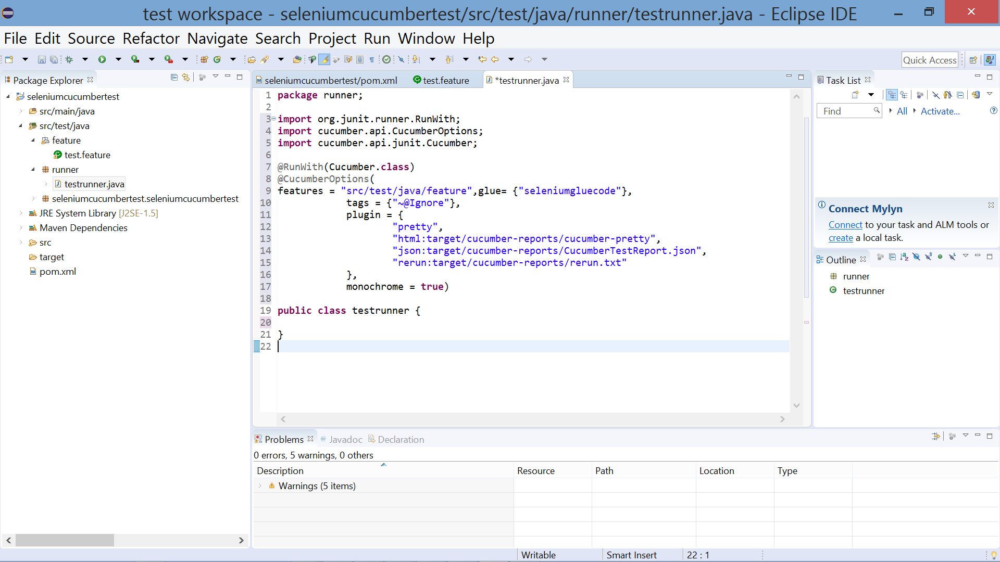 test workspace - seleniumcucumbertest/src/test/java/runner/testrunner.java - Eclipse IDE
File Edit Source Refactor Navigate Search Project Run Window Help
Quick Access
Package Explorer
seleniumcucumbertest
src/main/java
src/test/java
feature
test.feature
runner
testrunner.java
seleniumcucumbertest.seleniumcucumbertest
JRE System Library [J2SE-1.5]
Maven Dependencies
src
target
pom.xml
seleniumcucumbertest/pom.xml test.feature *testrunner.java
1 package runner;
2
3 import org.junit.runner.RunWith;
4 import cucumber.api.CucumberOptions;
5 import cucumber.api.junit.Cucumber;
6
7 @RunWith(Cucumber.class)
8 @CucumberOptions(
9 features = "src/test/java/feature",glue= {"seleniumgluecode"},
10 tags = {"~@Ignore"},
11 plugin = {
12 "pretty",
13 "html:target/cucumber-reports/cucumber-pretty",
14 "json:target/cucumber-reports/CucumberTestReport.json",
15 "rerun:target/cucumber-reports/rerun.txt"
16 },
17 monochrome = true)
18
19 public class testrunner {
20
21 }
22
Task List
Find All Activate...
Connect Mylyn
Connect to your task and ALM tools or
create a local task.
Outline
runner
testrunner
Problems @ Javadoc Declaration
0 errors, 5 warnings, 0 others
Description Resource Path Location Type
Warnings (5 items)
Writable Smart Insert 22 : 1